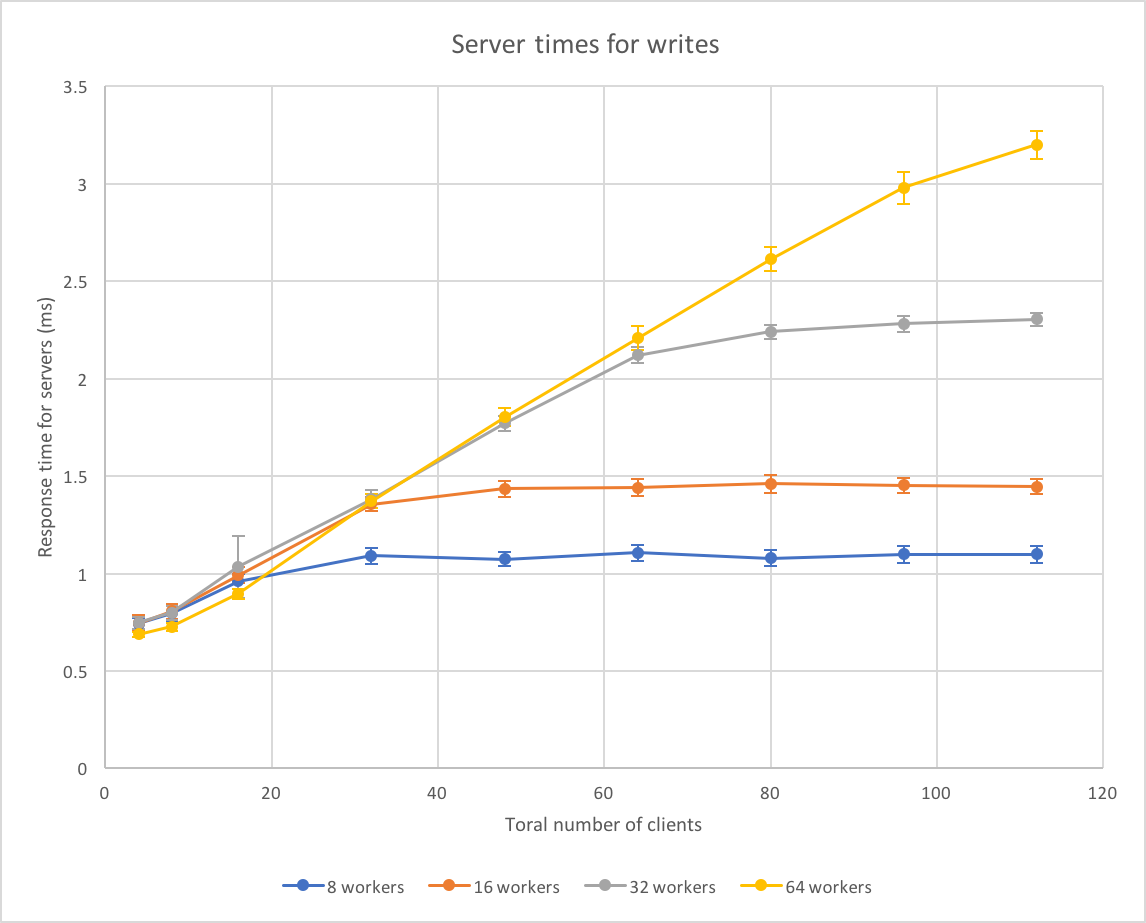 Server times for writes
3.5
3
2.5
2
1.5
1
0.5
0
Response time for servers (ms)
0 20 40 60 80 100 120
Toral number of clients
8 workers 16 workers 32 workers 64 workers